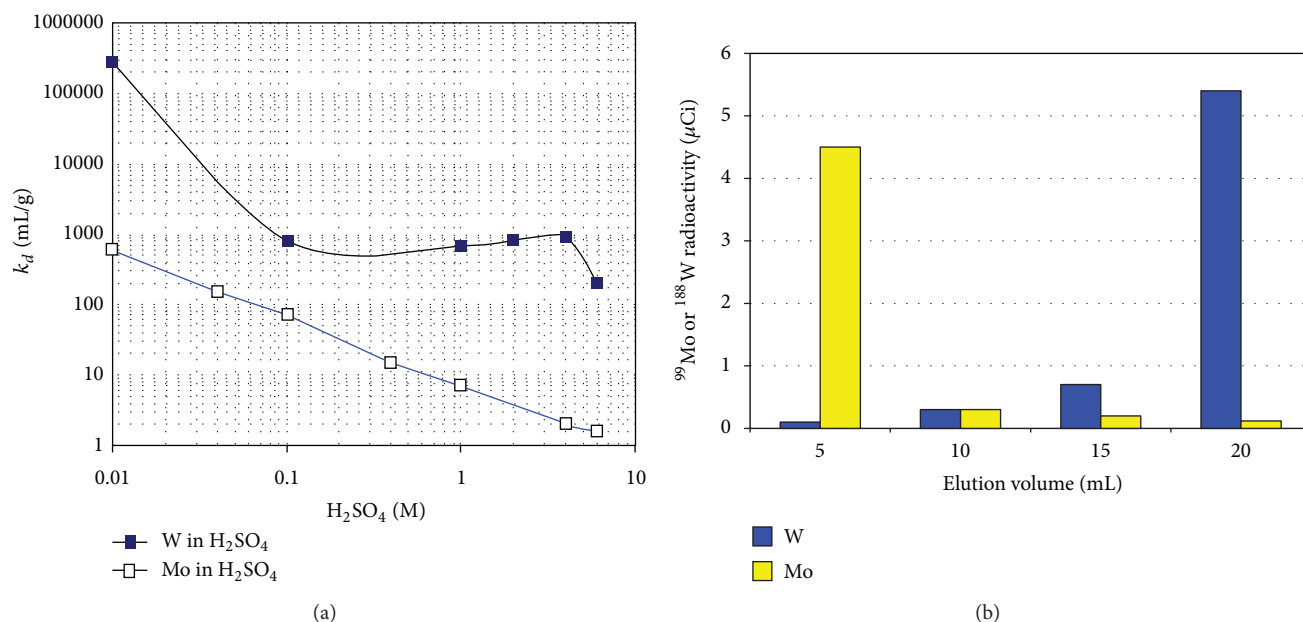 1000000
100000
10000
1000
100
10
1
k_d (mL/g)
0.01 0.1 1 10
H₂SO₄ (M)
W in H₂SO₄
Mo in H₂SO₄
(a)
6
5
4
3
2
1
0
⁹⁹Mo or ¹⁸⁸W radioactivity (μCi)
5 10 15 20
Elution volume (mL)
W
Mo
(b)